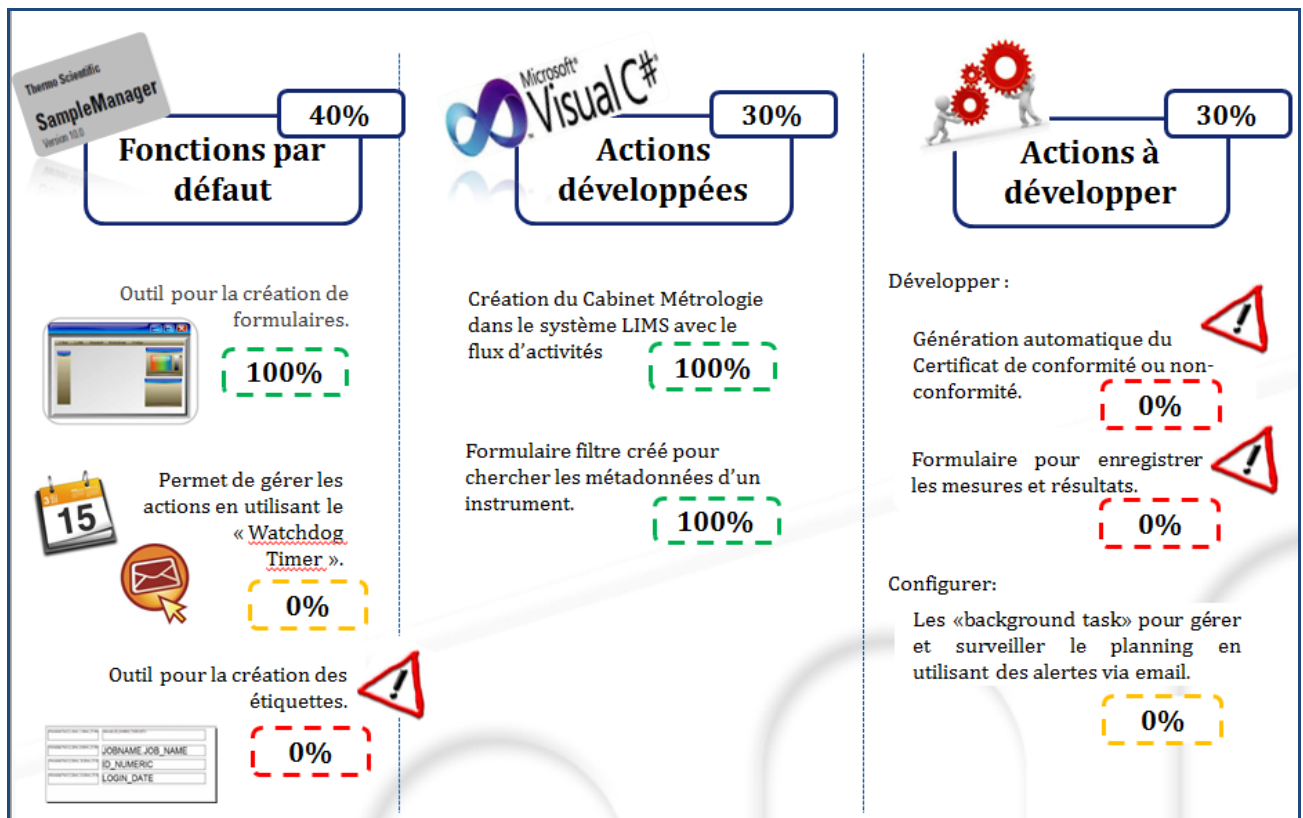 Thermo Scientific
SampleManager
Version 10.0
40%
Fonctions par
défaut
Outil pour la création de
formulaires.
100%
15
Permet de gérer les
actions en utilisant le
« Watchdog
Timer ».
0%
Outil pour la création des
étiquettes.
0%
JOBNAME.JOB_NAME
ID_NUMERIC
LOGIN_DATE
Microsoft®
Visual C#
30%
Actions
développées
Création du Cabinet Métrologie
dans le système LIMS avec le
flux d’activités
100%
Formulaire filtre créé pour
chercher les métadonnées d’un
instrument.
100%
30%
Actions à
développer
Développer :
Génération automatique du
Certificat de conformité ou non-
conformité.
0%
Formulaire pour enregistrer
les mesures et résultats.
0%
Configurer:
Les «background task» pour gérer
et surveiller le planning en
utilisant des alertes via email.
0%